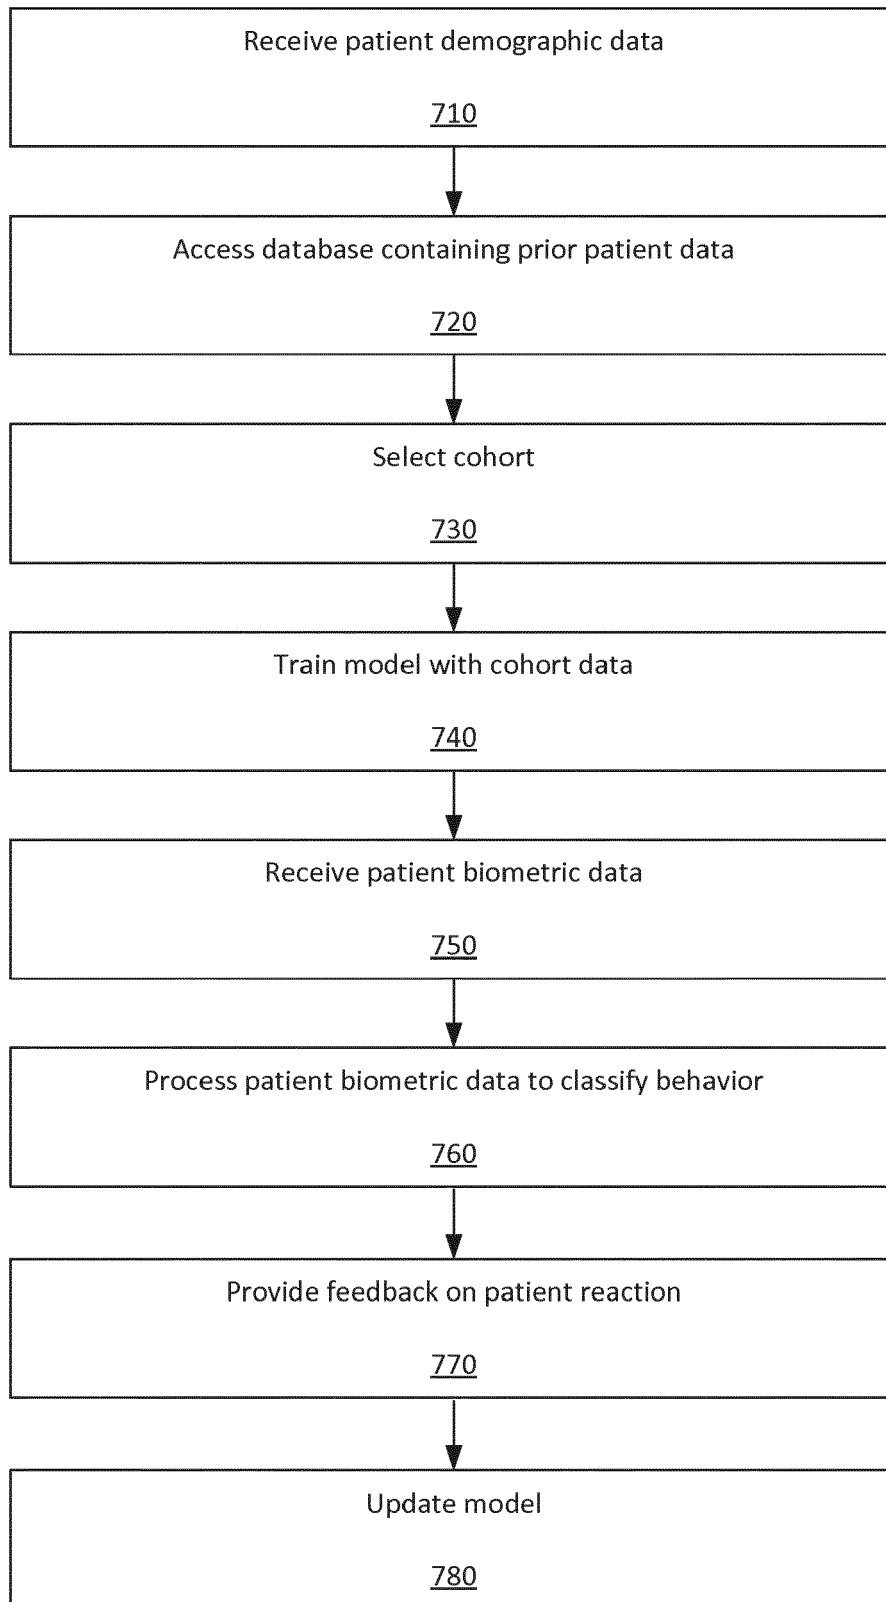 Receive patient demographic data
710
Access database containing prior patient data
720
Select cohort
730
Train model with cohort data
740
Receive patient biometric data
750
Process patient biometric data to classify behavior
760
Provide feedback on patient reaction
770
Update model
780